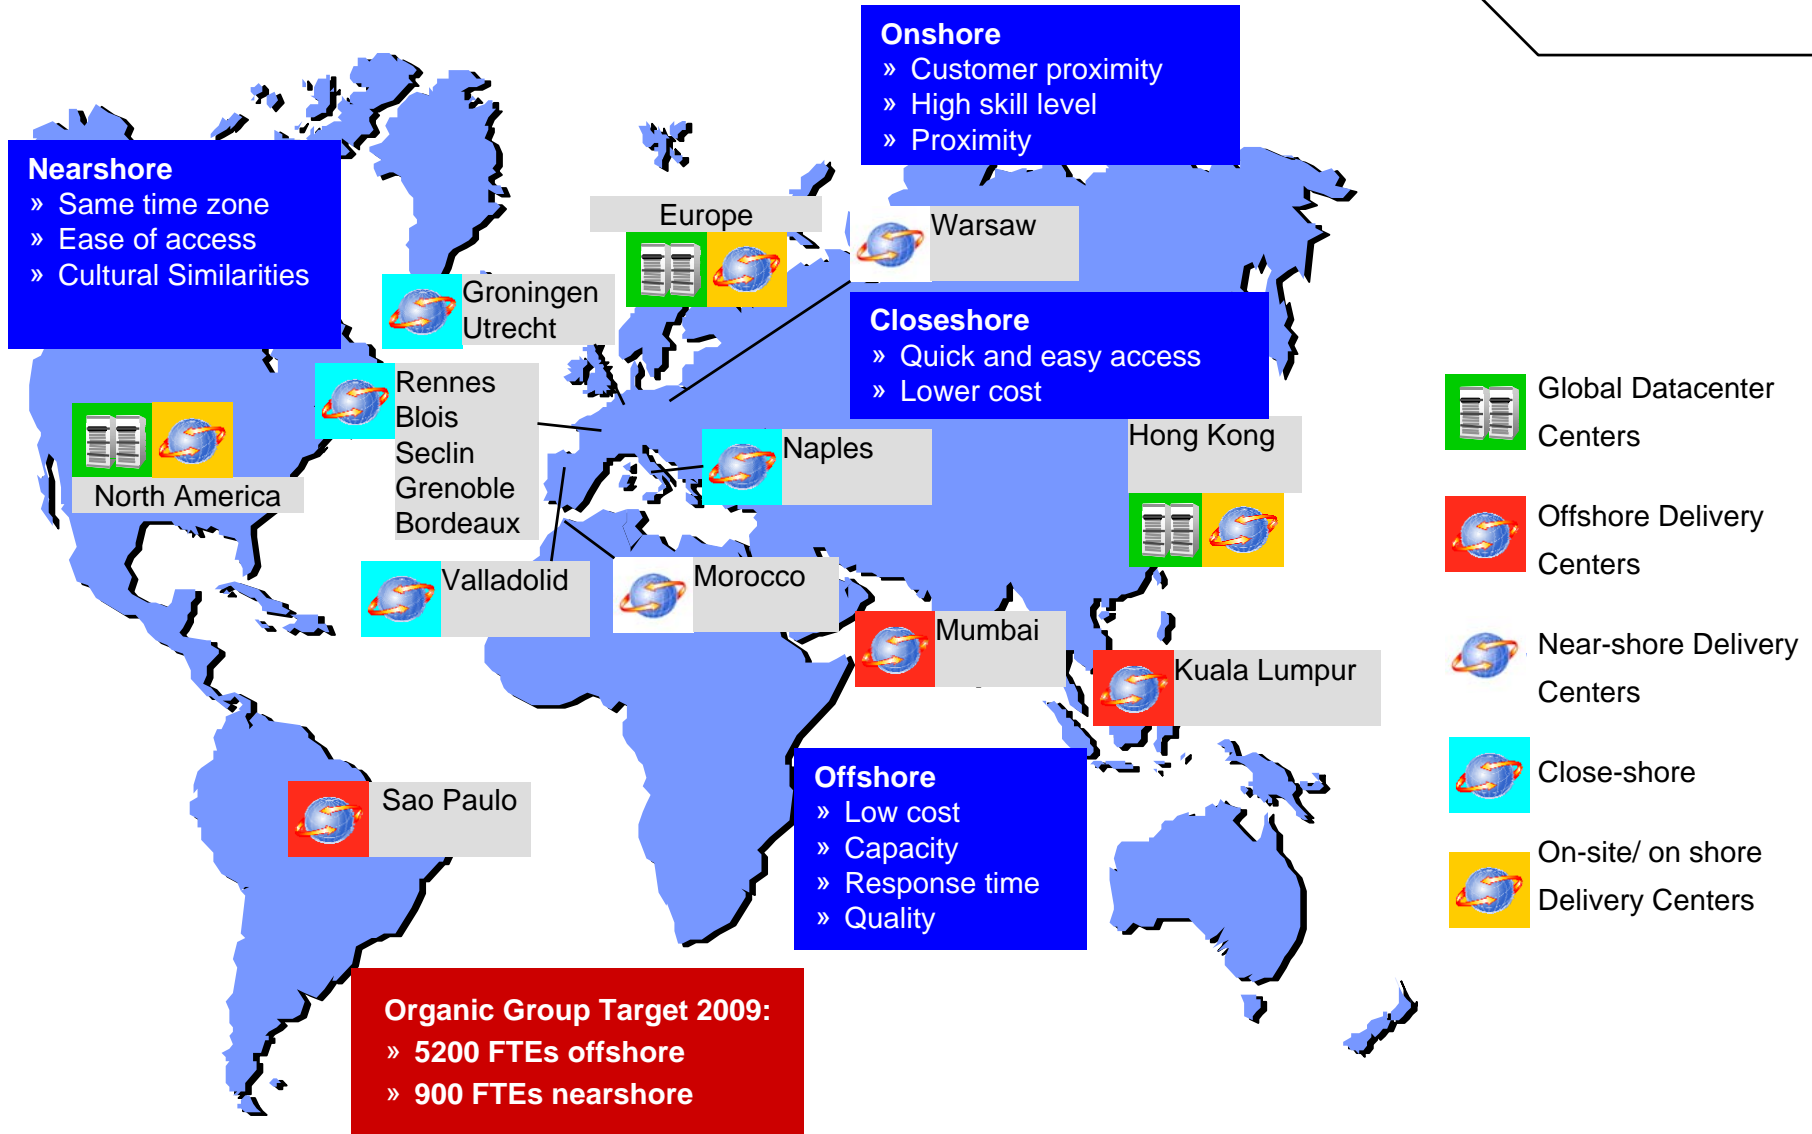 Onshore
» Customer proximity
» High skill level
» Proximity
Nearshore
» Same time zone
» Ease of access
» Cultural Similarities
Europe
Warsaw
Groningen
Utrecht
Closeshore
» Quick and easy access
» Lower cost
Rennes
Blois
Seclin
Grenoble
Bordeaux
North America
Naples
Hong Kong
Valladolid
Morocco
Mumbai
Kuala Lumpur
Sao Paulo
Offshore
» Low cost
» Capacity
» Response time
» Quality
Organic Group Target 2009:
» 5200 FTEs offshore
» 900 FTEs nearshore
Global Datacenter
Centers
Offshore Delivery
Centers
Near-shore Delivery
Centers
Close-shore
On-site/ on shore
Delivery Centers